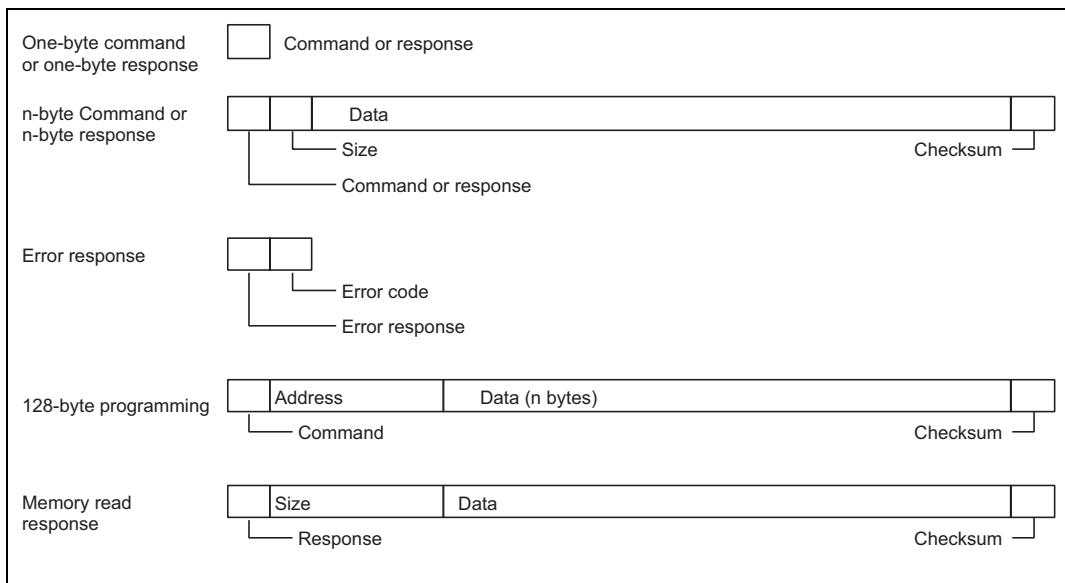 One-byte command
or one-byte response
Command or response
n-byte Command or
n-byte response
Data
Size
Checksum
Command or response
Error response
Error code
Error response
128-byte programming
Address
Data (n bytes)
Command
Checksum
Memory read
response
Size
Data
Response
Checksum